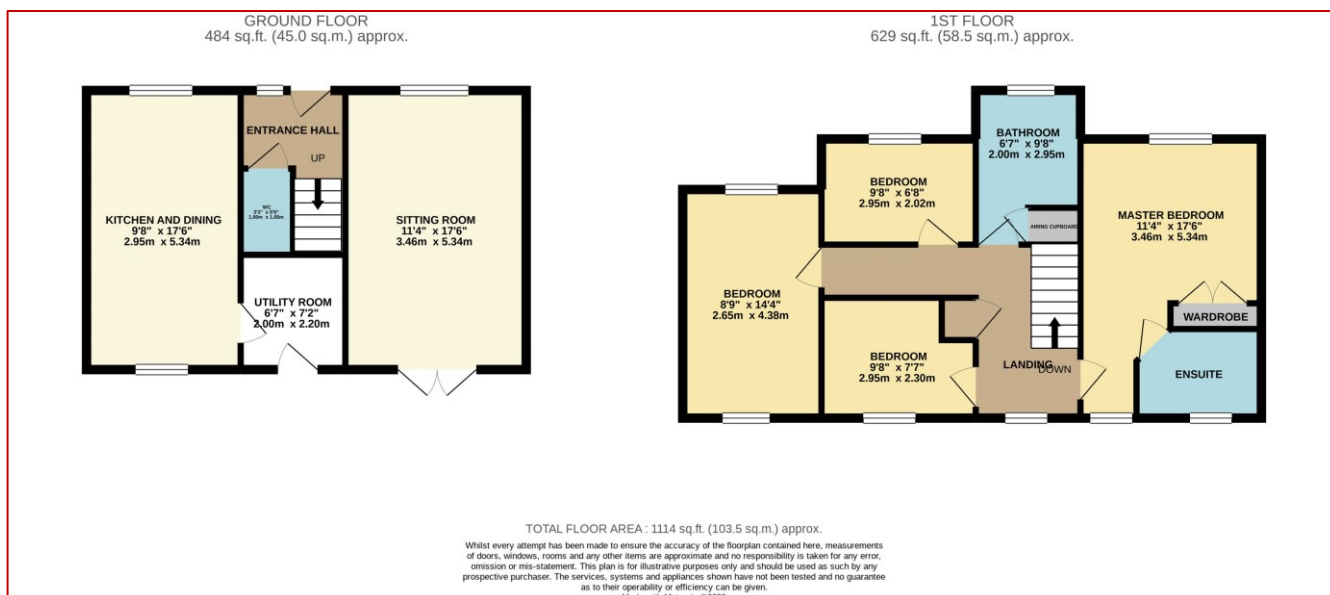 GROUND FLOOR
484 sq.ft. (45.0 sq.m.) approx.
ENTRANCE HALL
UP
WC
KITCHEN AND DINING
9'8" x 17'6"
2.95m x 5.34m
SITTING ROOM
11'4" x 17'6"
3.46m x 5.34m
UTILITY ROOM
6'7" x 7'2"
2.00m x 2.20m
1ST FLOOR
629 sq.ft. (58.5 sq.m.) approx.
BATHROOM
6'7" x 9'8"
2.00m x 2.95m
BEDROOM
9'8" x 6'8"
2.95m x 2.02m
AIRING CUPBOARD
MASTER BEDROOM
11'4" x 17'6"
3.46m x 5.34m
BEDROOM
8'9" x 14'4"
2.65m x 4.38m
WARDROBE
BEDROOM
9'8" x 7'7"
2.95m x 2.30m
LANDING
DOWN
ENSUITE
TOTAL FLOOR AREA : 1114 sq.ft. (103.5 sq.m.) approx.
Whilst every attempt has been made to ensure the accuracy of the floorplan contained here, measurements
of doors, windows, rooms and any other items are approximate and no responsibility is taken for any error,
omission or mis-statement. This plan is for illustrative purposes only and should be used as such by any
prospective purchaser. The services, systems and appliances shown have not been tested and no guarantee
as to their operability or efficiency can be given.